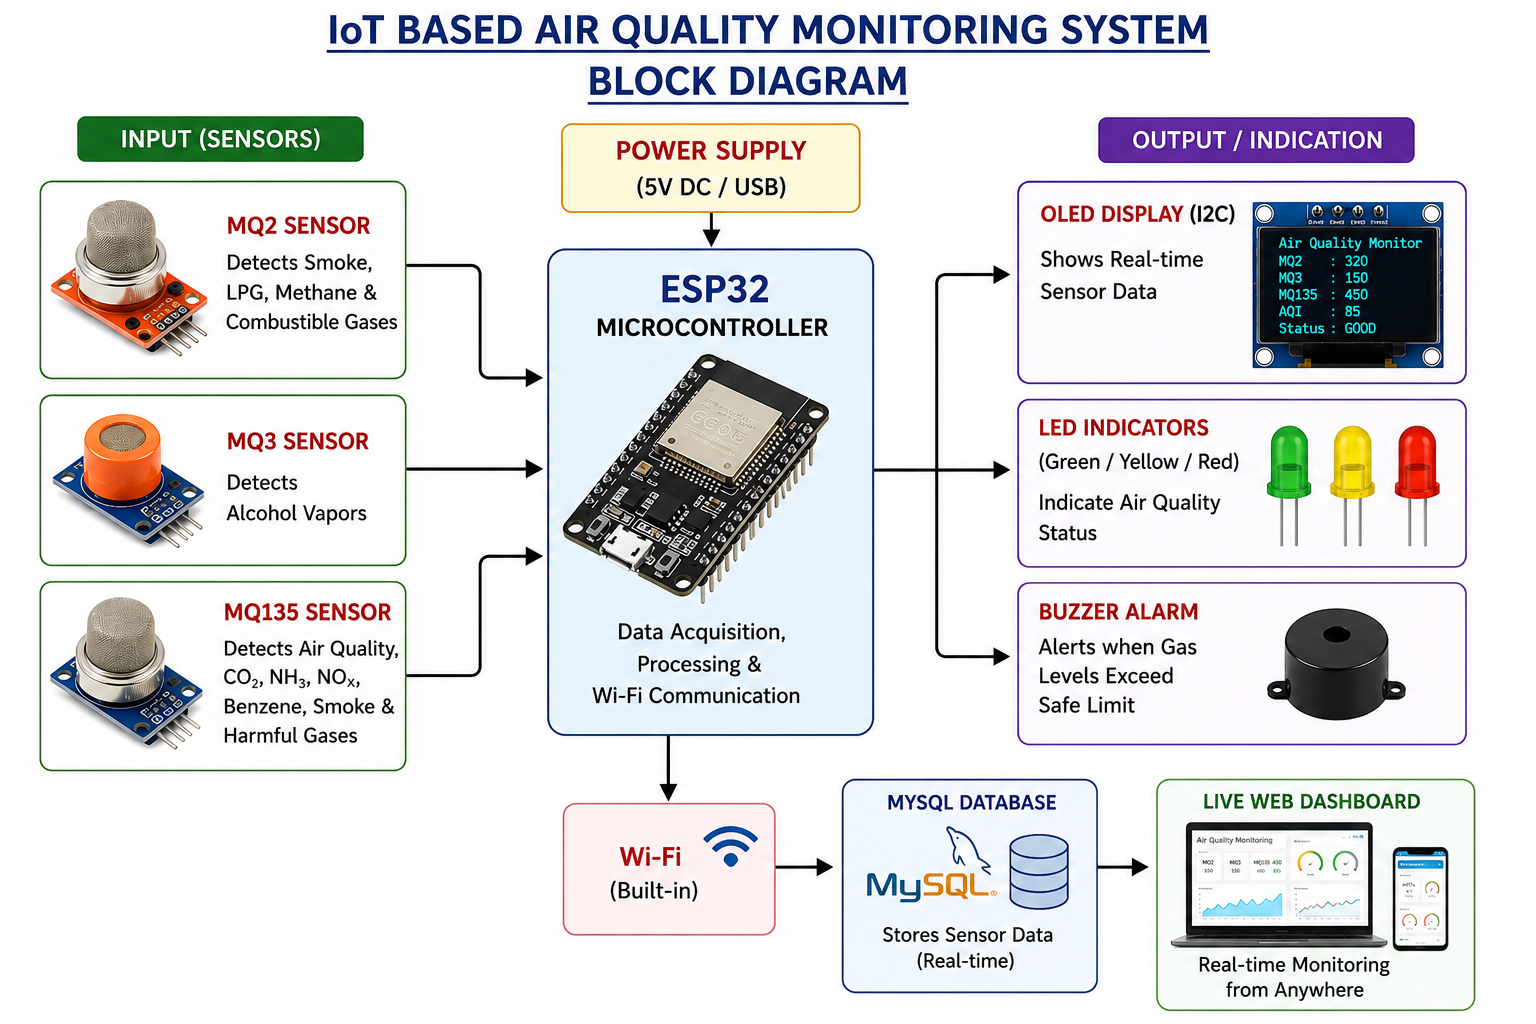 IoT BASED AIR QUALITY MONITORING SYSTEM
BLOCK DIAGRAM
INPUT (SENSORS)
MQ2 SENSOR
Detects Smoke,
LPG, Methane &
Combustible Gases
MQ3 SENSOR
Detects
Alcohol Vapors
MQ135 SENSOR
Detects Air Quality,
CO₂, NH₃, NOₓ,
Benzene, Smoke &
Harmful Gases
POWER SUPPLY
(5V DC / USB)
ESP32
MICROCONTROLLER
Data Acquisition,
Processing &
Wi-Fi Communication
OUTPUT / INDICATION
OLED DISPLAY (I2C)
Shows Real-time
Sensor Data
Air Quality Monitor
MQ2 : 320
MQ3 : 150
MQ135 : 450
AQI : 85
Status : GOOD
LED INDICATORS
(Green / Yellow / Red)
Indicate Air Quality
Status
BUZZER ALARM
Alerts when Gas
Levels Exceed
Safe Limit
Wi-Fi
(Built-in)
MYSQL DATABASE
MySQL
Stores Sensor Data
(Real-time)
LIVE WEB DASHBOARD
Air Quality Monitoring
Real-time Monitoring
from Anywhere